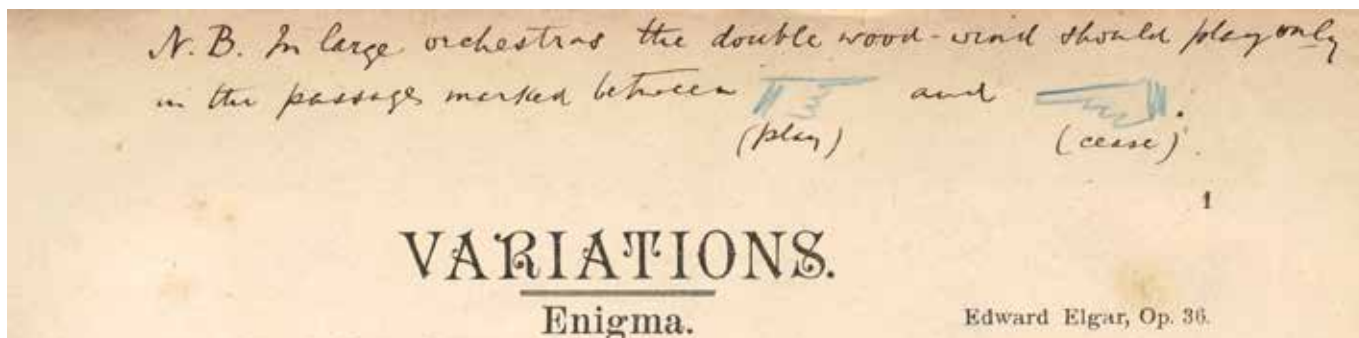 N. B. In large orchestras the double wood-wind should play only
in the passages marked between and .
(play) (cease).
1
VARIATIONS.
Enigma.
Edward Elgar, Op. 36.